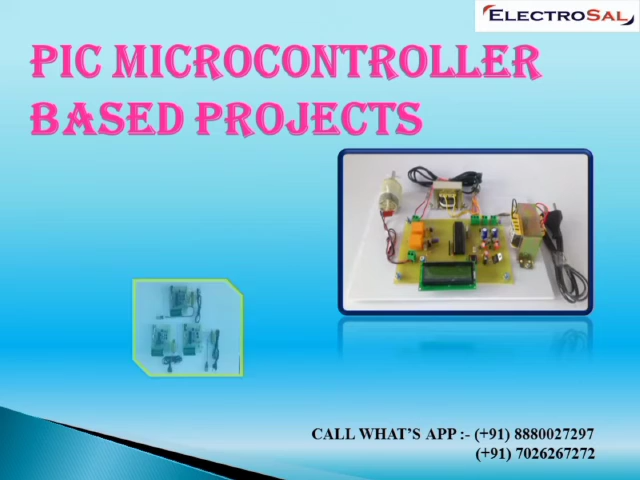 ELECTROSAL
PIC MICROCONTROLLER
BASED PROJECTS
CALL WHAT'S APP :- (+91) 8880027297
(+91) 7026267272